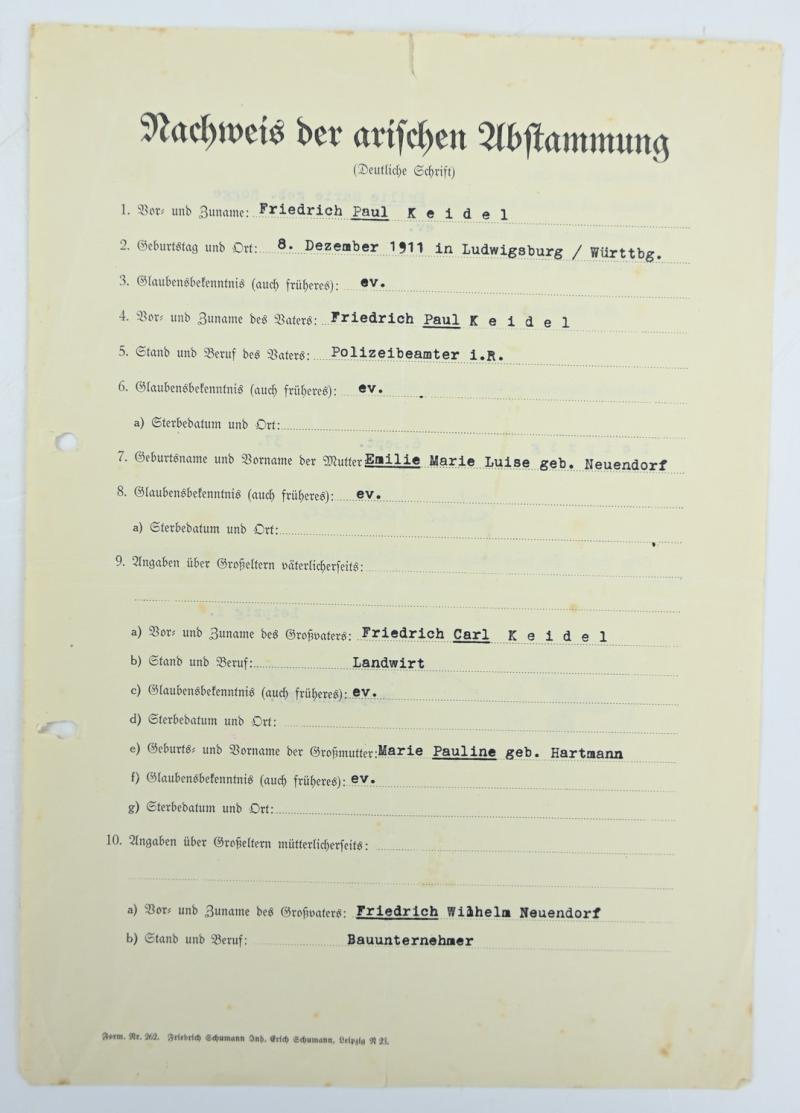 Nachweis der arischen Abstammung
(Deutliche Schrift)
1. Vor- und Zuname: Friedrich Paul K e i d e l
2. Geburtstag und Ort: 8. Dezember 1911 in Ludwigsburg / Württbg.
3. Glaubensbekenntnis (auch früheres): ev.
4. Vor- und Zuname des Vaters: Friedrich Paul K e i d e l
5. Stand und Beruf des Vaters: Polizeibeamter i.R.
6. Glaubensbekenntnis (auch früheres): ev.
a) Sterbedatum und Ort:
7. Geburtsname und Vorname der Mutter Emilie Marie Luise geb. Neuendorf
8. Glaubensbekenntnis (auch früheres): ev.
a) Sterbedatum und Ort:
9. Angaben über Großeltern väterlicherseits:
a) Vor- und Zuname des Großvaters: Friedrich Carl K e i d e l
b) Stand und Beruf: Landwirt
c) Glaubensbekenntnis (auch früheres): ev.
d) Sterbedatum und Ort:
e) Geburts- und Vorname der Großmutter: Marie Pauline geb. Hartmann
f) Glaubensbekenntnis (auch früheres): ev.
g) Sterbedatum und Ort:
10. Angaben über Großeltern mütterlicherseits:
a) Vor- und Zuname des Großvaters: Friedrich Wilhelm Neuendorf
b) Stand und Beruf: Bauunternehmer
Form. Nr. 262. Friedrich Schumann Inh. Erich Schumann, Leipzig N 21.